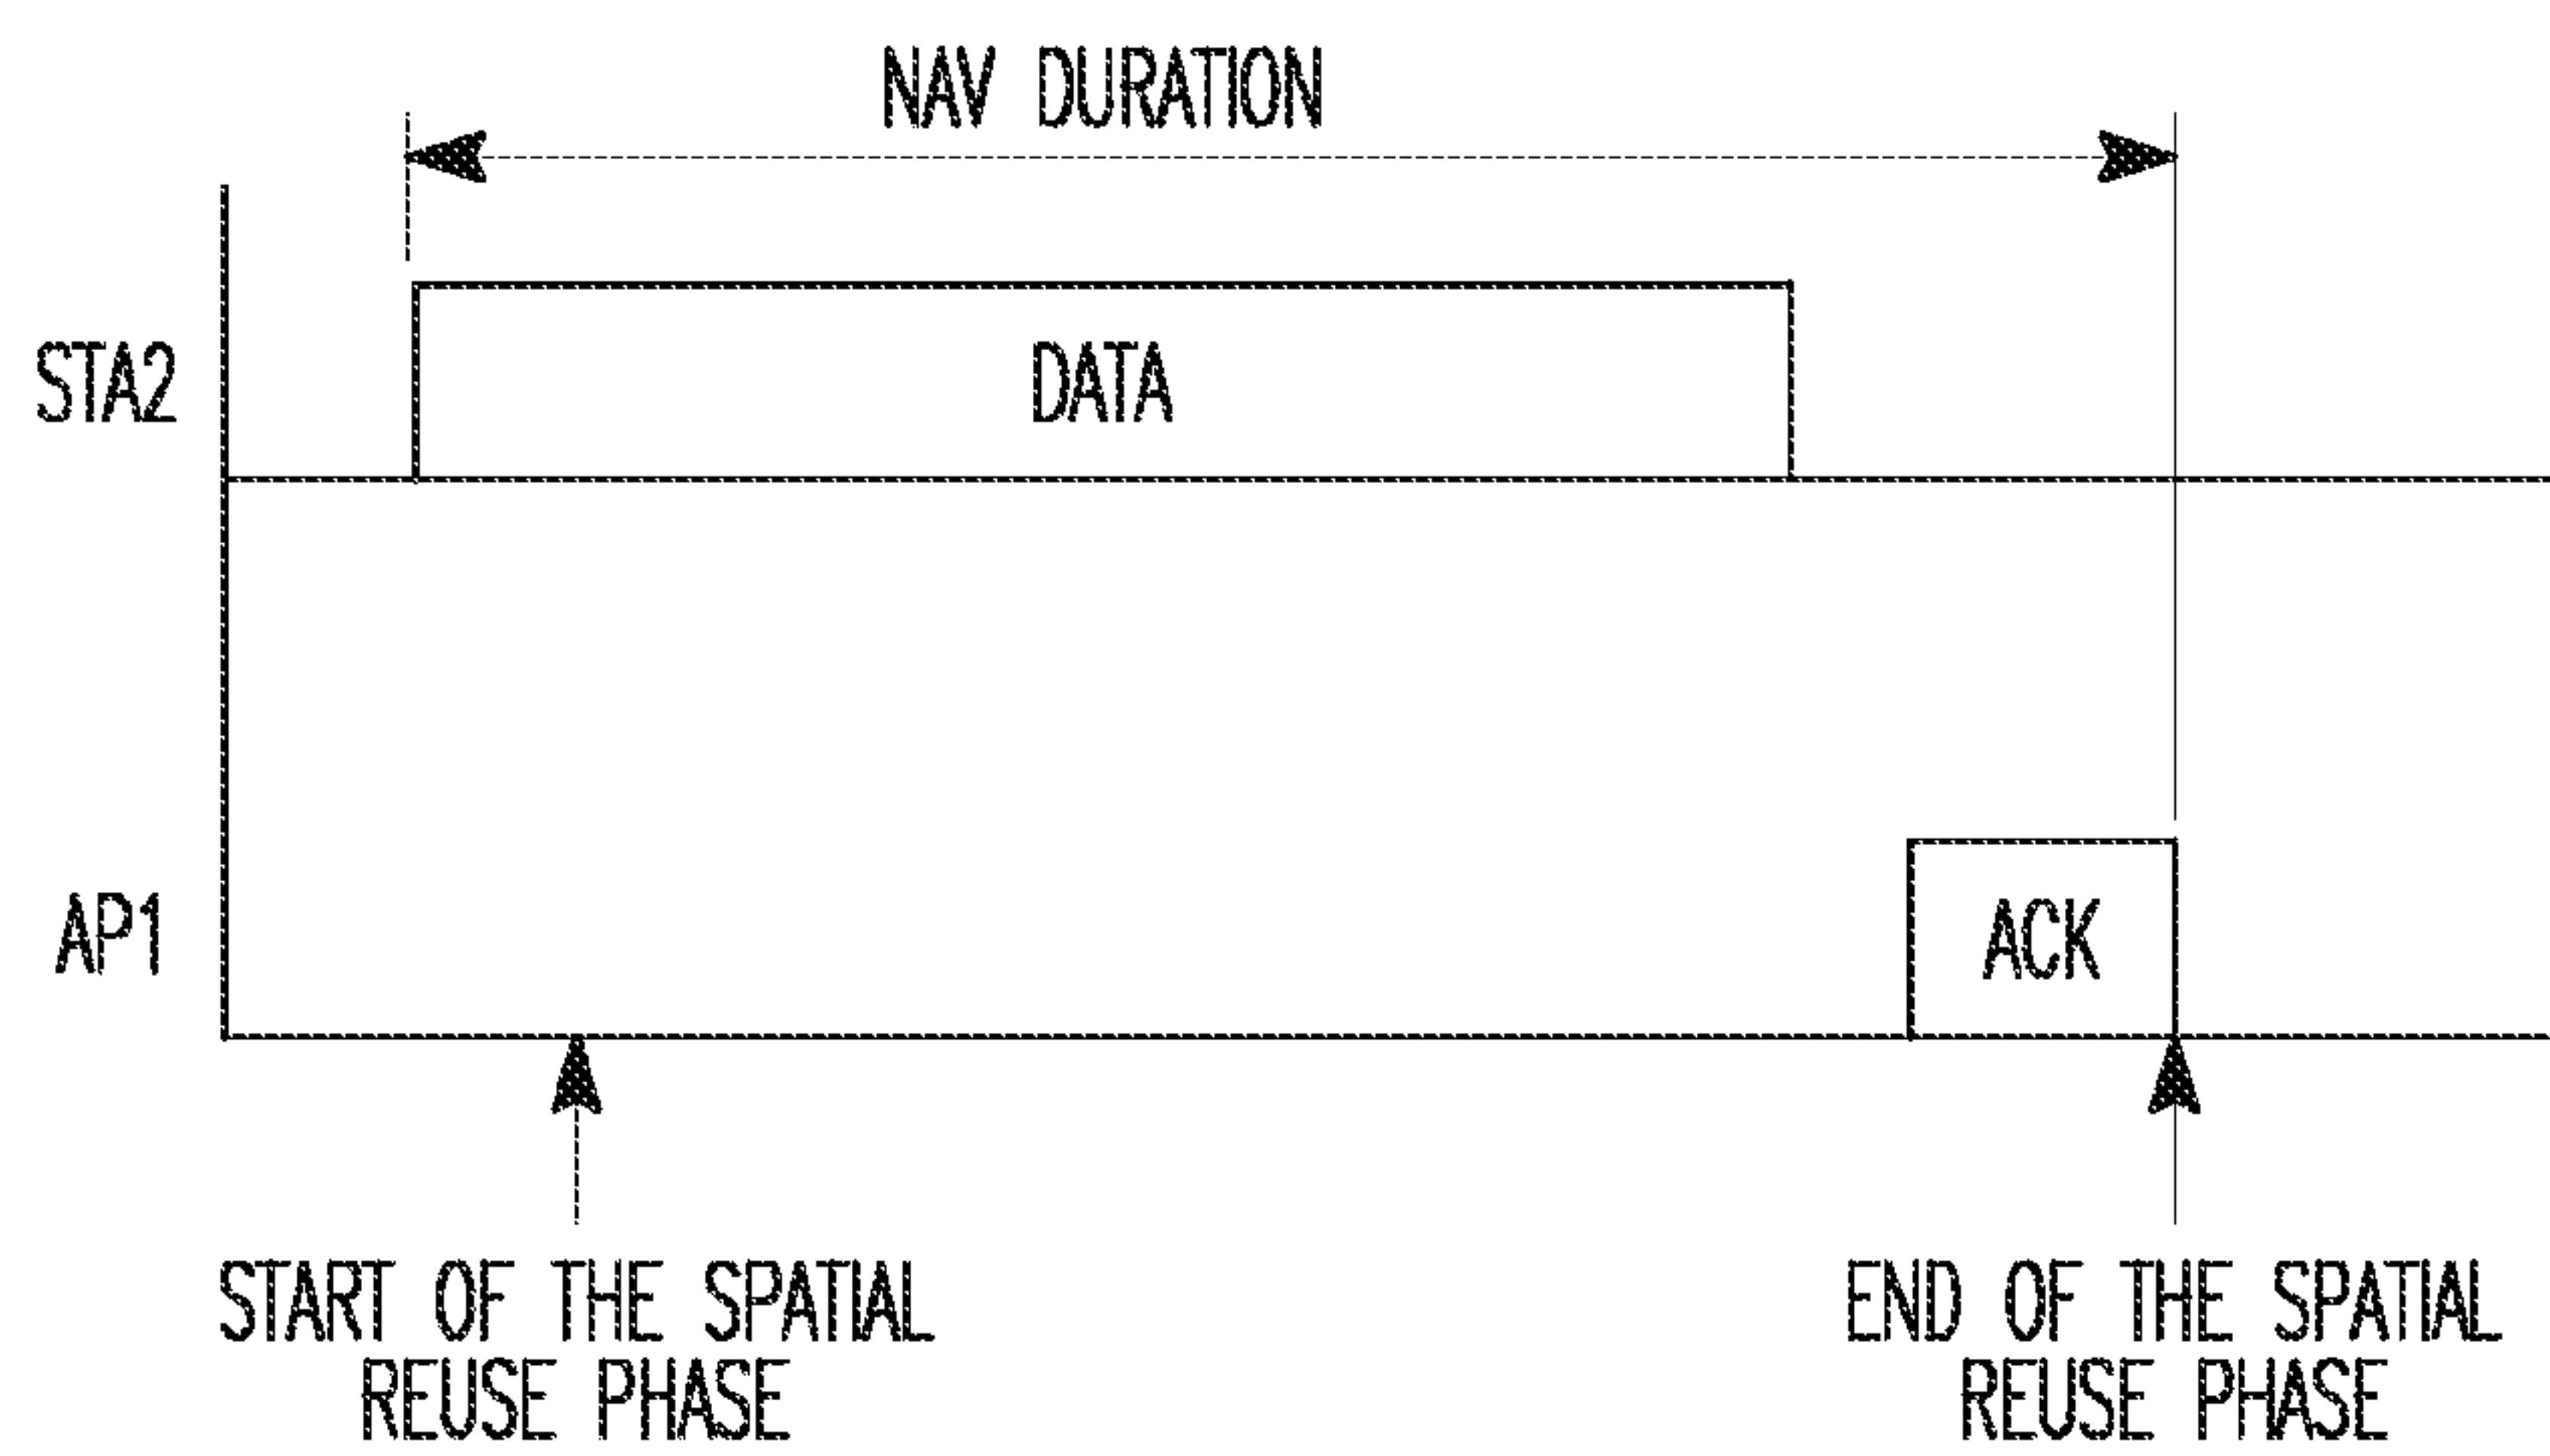 NAV DURATION
STA2
DATA
AP1
ACK
START OF THE SPATIAL
REUSE PHASE
END OF THE SPATIAL
REUSE PHASE